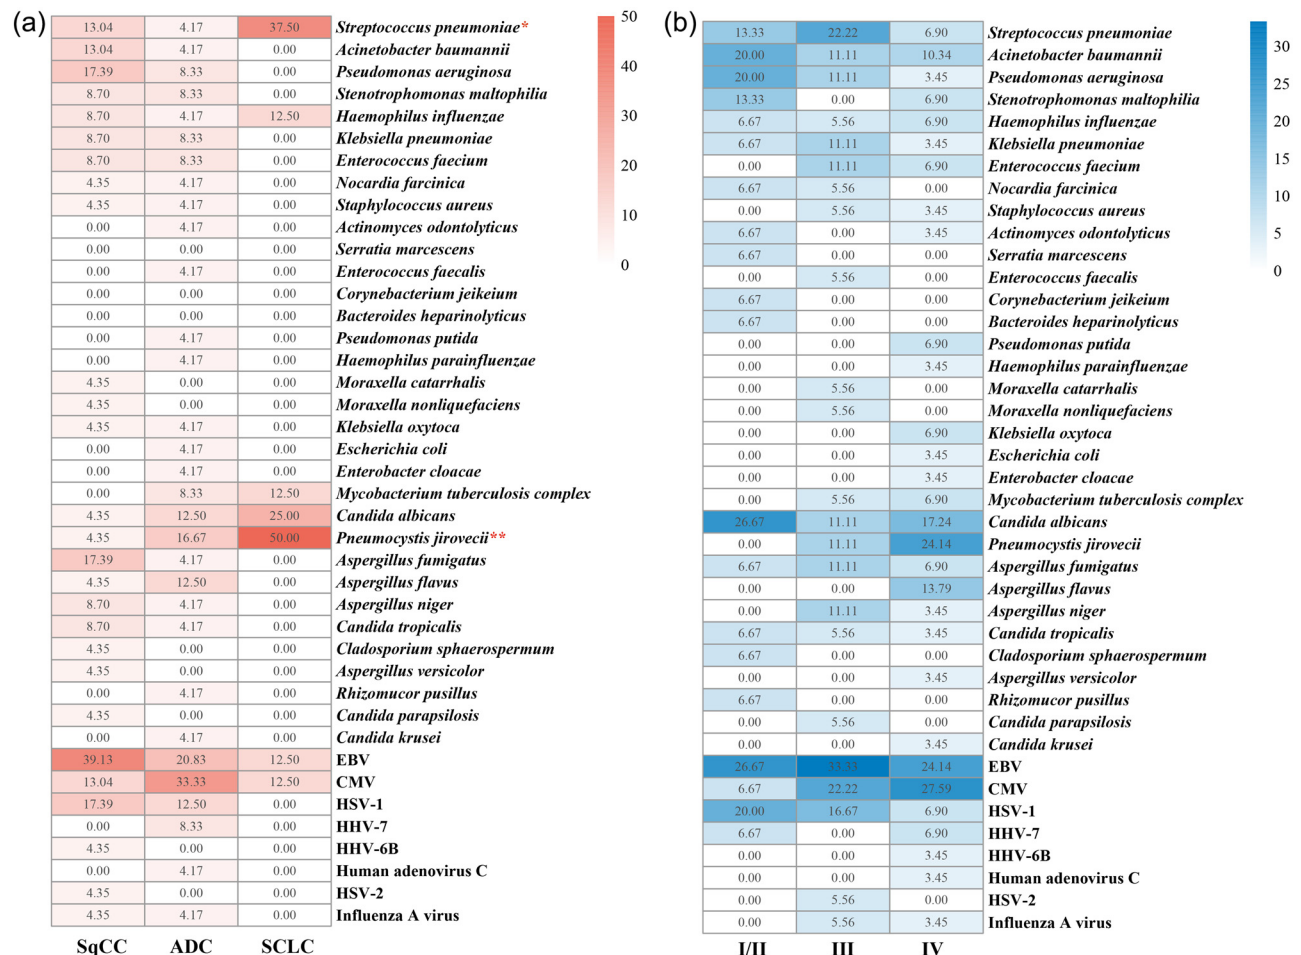 (a)
13.04 4.17 37.50 Streptococcus pneumoniae*
13.04 4.17 0.00 Acinetobacter baumannii
17.39 8.33 0.00 Pseudomonas aeruginosa
8.70 8.33 0.00 Stenotrophomonas maltophilia
8.70 4.17 12.50 Haemophilus influenzae
8.70 8.33 0.00 Klebsiella pneumoniae
8.70 8.33 0.00 Enterococcus faecium
4.35 4.17 0.00 Nocardia farcinica
4.35 4.17 0.00 Staphylococcus aureus
0.00 4.17 0.00 Actinomyces odontolyticus
0.00 0.00 0.00 Serratia marcescens
0.00 4.17 0.00 Enterococcus faecalis
0.00 0.00 0.00 Corynebacterium jeikeium
0.00 0.00 0.00 Bacteroides heparinolyticus
0.00 4.17 0.00 Pseudomonas putida
0.00 4.17 0.00 Haemophilus parainfluenzae
4.35 0.00 0.00 Moraxella catarrhalis
4.35 0.00 0.00 Moraxella nonliquefaciens
4.35 4.17 0.00 Klebsiella oxytoca
0.00 4.17 0.00 Escherichia coli
0.00 4.17 0.00 Enterobacter cloacae
0.00 8.33 12.50 Mycobacterium tuberculosis complex
4.35 12.50 25.00 Candida albicans
4.35 16.67 50.00 Pneumocystis jirovecii**
17.39 4.17 0.00 Aspergillus fumigatus
4.35 12.50 0.00 Aspergillus flavus
8.70 4.17 0.00 Aspergillus niger
8.70 4.17 0.00 Candida tropicalis
4.35 0.00 0.00 Cladosporium sphaerospermum
4.35 0.00 0.00 Aspergillus versicolor
0.00 4.17 0.00 Rhizomucor pusillus
4.35 0.00 0.00 Candida parapsilosis
0.00 4.17 0.00 Candida krusei
39.13 20.83 12.50 EBV
13.04 33.33 12.50 CMV
17.39 12.50 0.00 HSV-1
0.00 8.33 0.00 HHV-7
4.35 0.00 0.00 HHV-6B
0.00 4.17 0.00 Human adenovirus C
4.35 0.00 0.00 HSV-2
4.35 4.17 0.00 Influenza A virus
SqCC ADC SCLC
50
40
30
20
10
0
(b)
13.33 22.22 6.90 Streptococcus pneumoniae
20.00 11.11 10.34 Acinetobacter baumannii
20.00 11.11 3.45 Pseudomonas aeruginosa
13.33 0.00 6.90 Stenotrophomonas maltophilia
6.67 5.56 6.90 Haemophilus influenzae
6.67 11.11 3.45 Klebsiella pneumoniae
0.00 11.11 6.90 Enterococcus faecium
6.67 5.56 0.00 Nocardia farcinica
0.00 5.56 3.45 Staphylococcus aureus
6.67 0.00 3.45 Actinomyces odontolyticus
6.67 0.00 0.00 Serratia marcescens
0.00 5.56 0.00 Enterococcus faecalis
6.67 0.00 0.00 Corynebacterium jeikeium
6.67 0.00 0.00 Bacteroides heparinolyticus
0.00 0.00 6.90 Pseudomonas putida
0.00 0.00 3.45 Haemophilus parainfluenzae
0.00 5.56 0.00 Moraxella catarrhalis
0.00 5.56 0.00 Moraxella nonliquefaciens
0.00 0.00 6.90 Klebsiella oxytoca
0.00 0.00 3.45 Escherichia coli
0.00 0.00 3.45 Enterobacter cloacae
0.00 5.56 6.90 Mycobacterium tuberculosis complex
26.67 11.11 17.24 Candida albicans
0.00 11.11 24.14 Pneumocystis jirovecii
6.67 11.11 6.90 Aspergillus fumigatus
0.00 0.00 13.79 Aspergillus flavus
0.00 11.11 3.45 Aspergillus niger
6.67 5.56 3.45 Candida tropicalis
6.67 0.00 0.00 Cladosporium sphaerospermum
0.00 0.00 3.45 Aspergillus versicolor
6.67 0.00 0.00 Rhizomucor pusillus
0.00 5.56 0.00 Candida parapsilosis
0.00 0.00 3.45 Candida krusei
26.67 33.33 24.14 EBV
6.67 22.22 27.59 CMV
20.00 16.67 6.90 HSV-1
6.67 0.00 6.90 HHV-7
0.00 0.00 3.45 HHV-6B
0.00 0.00 3.45 Human adenovirus C
0.00 5.56 0.00 HSV-2
0.00 5.56 3.45 Influenza A virus
I/II III IV
30
25
20
15
10
5
0